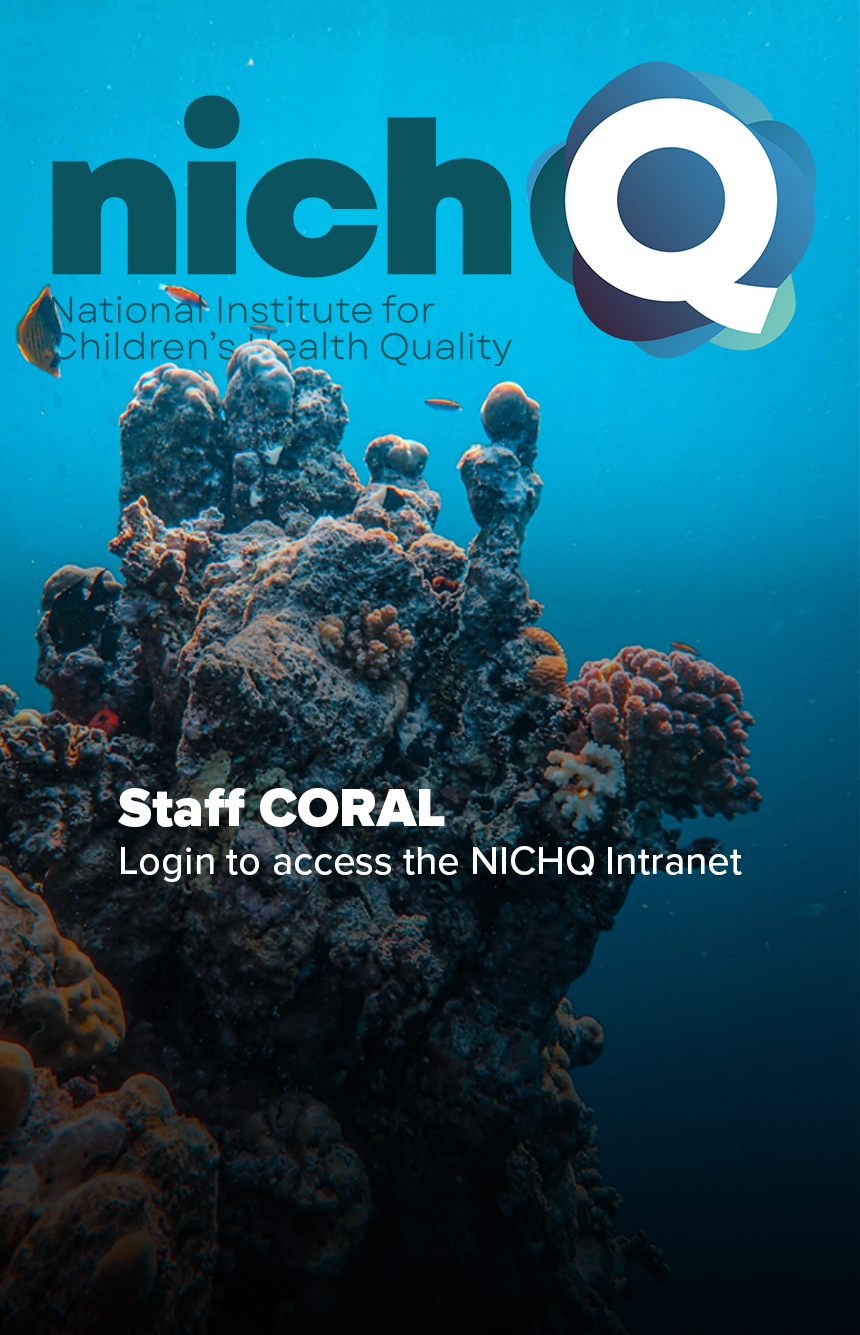 nichQ
National Institute for
Children's Health Quality
Staff CORAL
Login to access the NICHQ Intranet